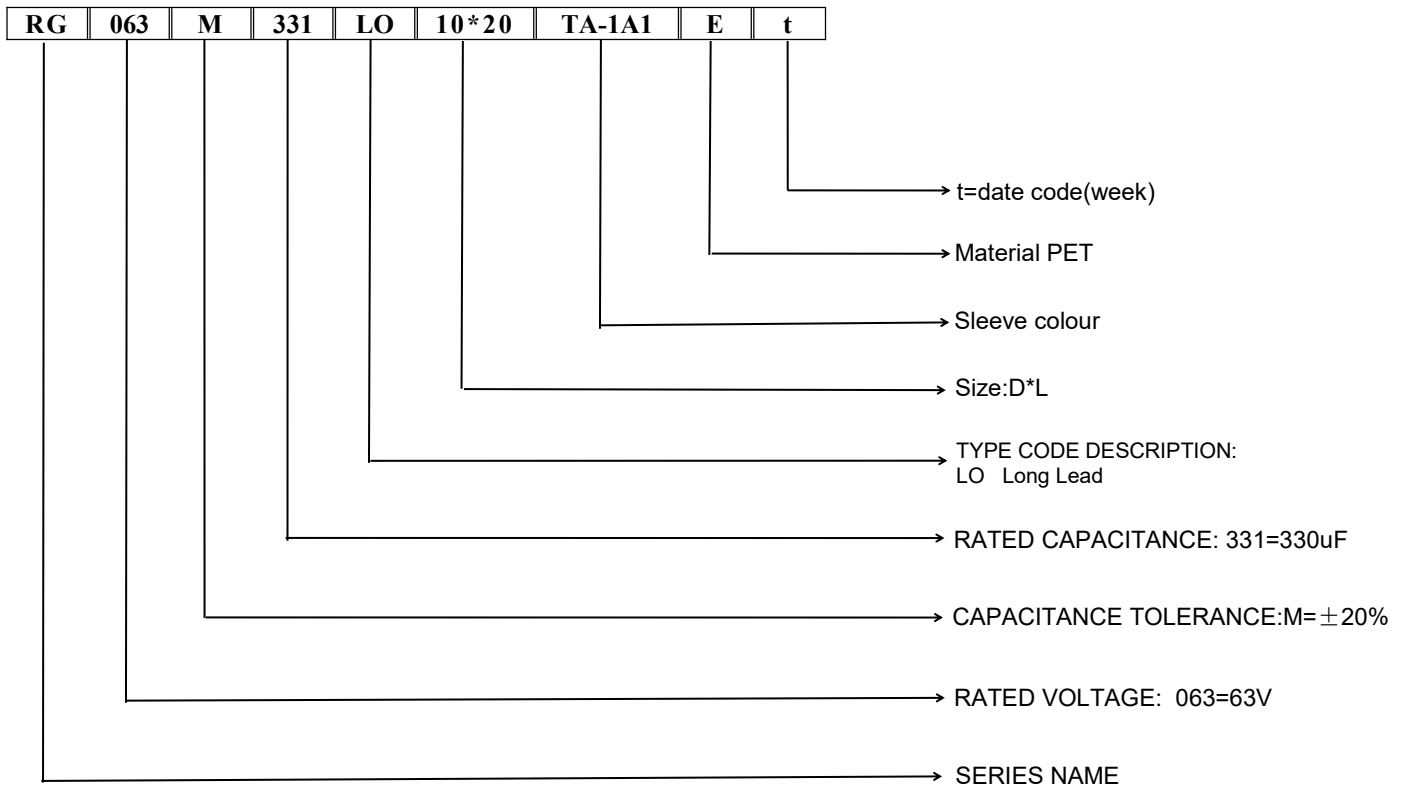 RG 063 M 331 LO 10*20 TA-1A1 E t
t=date code(week)
Material PET
Sleeve colour
Size:D*L
TYPE CODE DESCRIPTION:
LO Long Lead
RATED CAPACITANCE: 331=330uF
CAPACITANCE TOLERANCE:M=±20%
RATED VOLTAGE: 063=63V
SERIES NAME